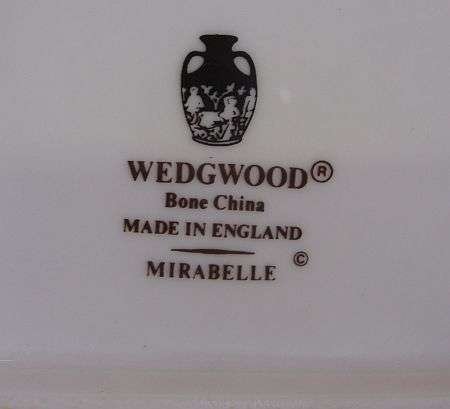 WEDGWOOD®
Bone China
MADE IN ENGLAND
MIRABELLE ©